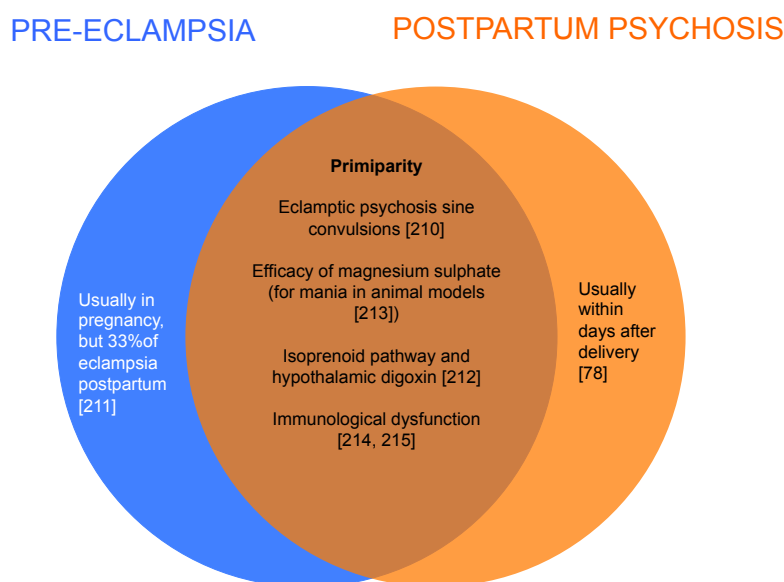 PRE-ECLAMPSIA
POSTPARTUM PSYCHOSIS
Primiparity
Eclamptic psychosis sine
convulsions [210]
Efficacy of magnesium sulphate
(for mania in animal models
[213])
Isoprenoid pathway and
hypothalamic digoxin [212]
Immunological dysfunction
[214, 215]
Usually in
pregnancy,
but 33%of
eclampsia
postpartum
[211]
Usually
within
days after
delivery
[78]